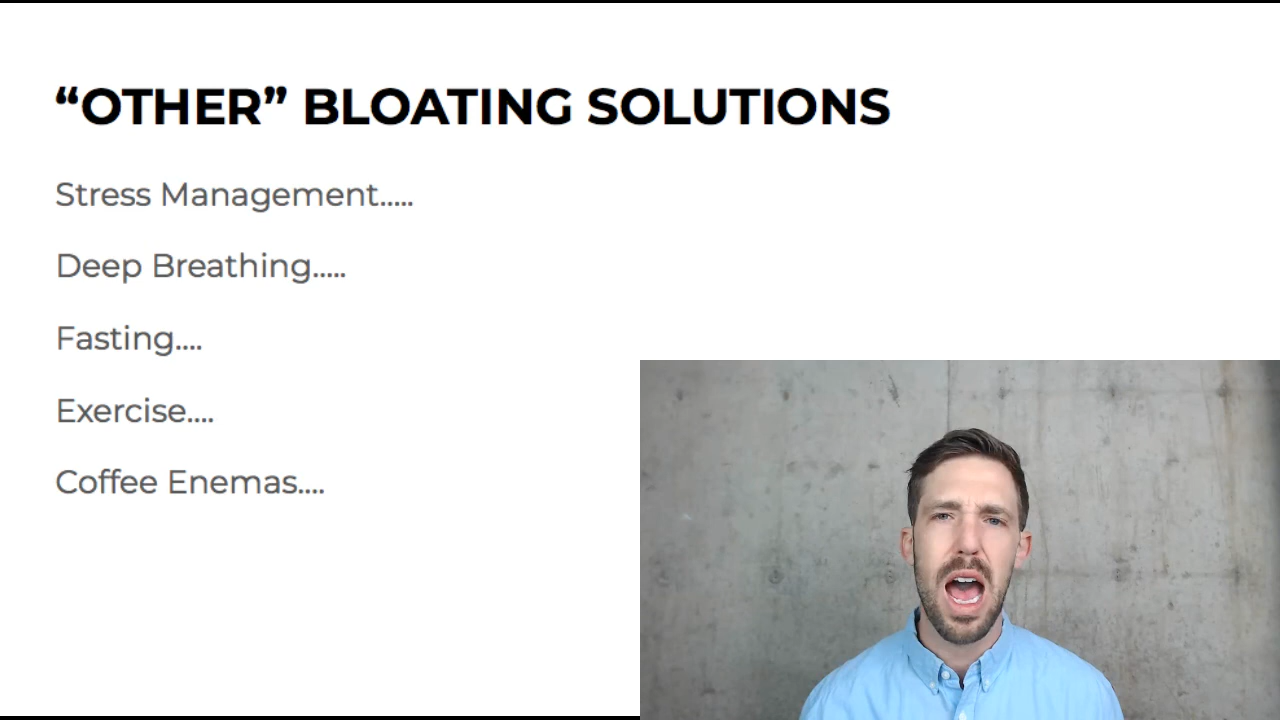 “OTHER” BLOATING SOLUTIONS
Stress Management.....
Deep Breathing.....
Fasting....
Exercise....
Coffee Enemas....